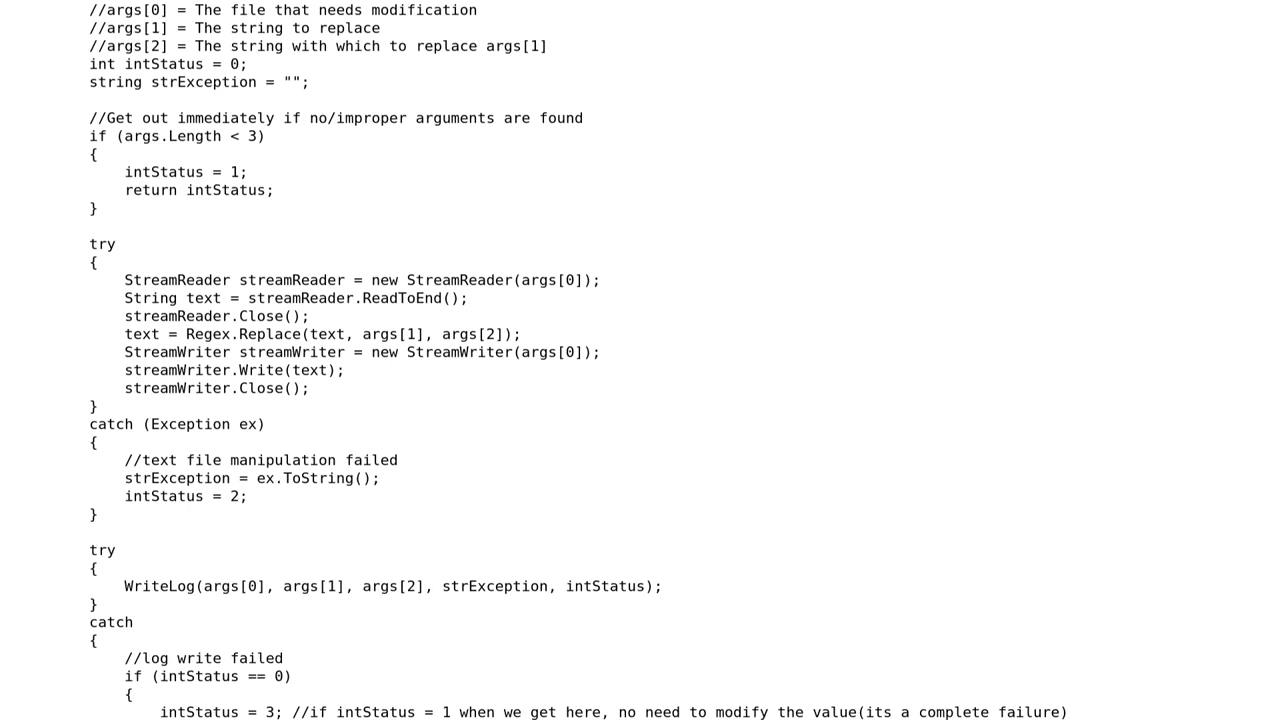 //args[0] = The file that needs modification
//args[1] = The string to replace
//args[2] = The string with which to replace args[1]
int intStatus = 0;
string strException = "";

//Get out immediately if no/improper arguments are found
if (args.Length < 3)
{
    intStatus = 1;
    return intStatus;
}

try
{
    StreamReader streamReader = new StreamReader(args[0]);
    String text = streamReader.ReadToEnd();
    streamReader.Close();
    text = Regex.Replace(text, args[1], args[2]);
    StreamWriter streamWriter = new StreamWriter(args[0]);
    streamWriter.Write(text);
    streamWriter.Close();
}
catch (Exception ex)
{
    //text file manipulation failed
    strException = ex.ToString();
    intStatus = 2;
}

try
{
    WriteLog(args[0], args[1], args[2], strException, intStatus);
}
catch
{
    //log write failed
    if (intStatus == 0)
    {
        intStatus = 3; //if intStatus = 1 when we get here, no need to modify the value(its a complete failure)